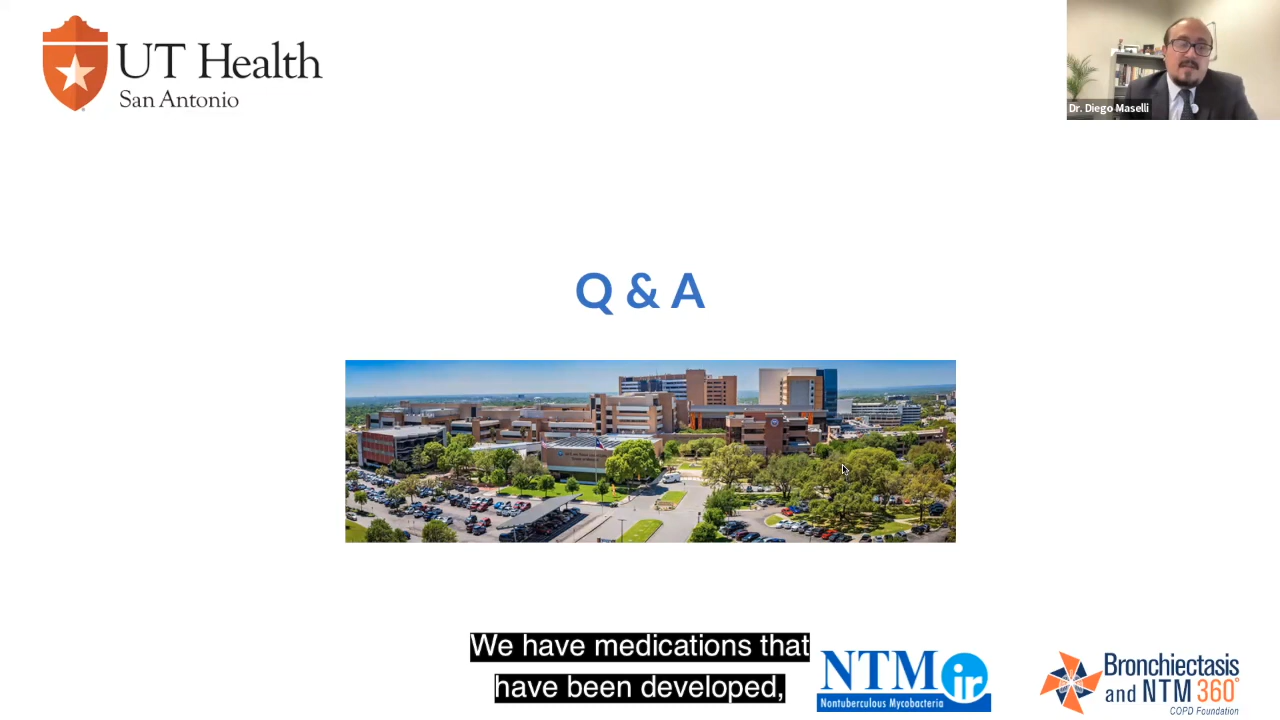 UT Health
San Antonio
Dr. Diego Maselli
Q & A
We have medications that
have been developed,
NTM ir
Nontuberculous Mycobacteria
Bronchiectasis
and NTM 360°
COPD Foundation